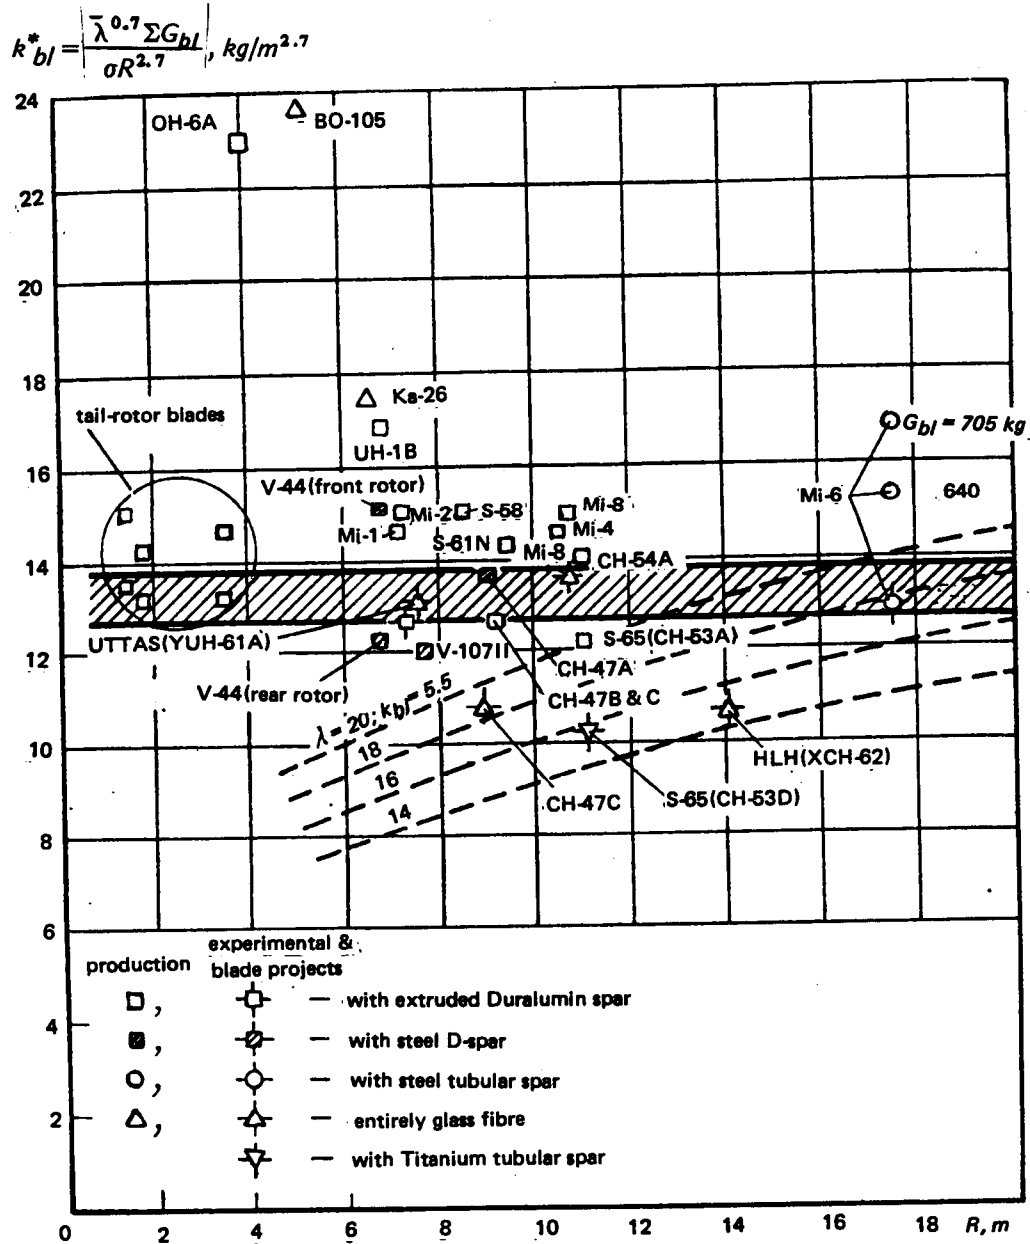 k*bl = | λ̄^0.7 ΣG_bl / σR^2.7 |, kg/m^2.7
24
OH-6A
BO-105
22
20
18
Ka-26
tail-rotor blades
UH-1B
G_bl = 705 kg
16
V-44(front rotor)
Mi-6
640
Mi-2
S-58
Mi-8
Mi-1
Mi-4
S-61N
Mi-8
CH-54A
14
UTTAS(YUH-61A)
12
V-107II
S-65(CH-53A)
CH-47A
V-44(rear rotor)
CH-47B & C
λ = 20; k_bl = 5.5
18
16
14
10
HLH(XCH-62)
CH-47C
S-65(CH-53D)
8
6
production
experimental &
blade projects
□, – with extruded Duralumin spar
4
– with steel D-spar
– with steel tubular spar
2
– entirely glass fibre
– with Titanium tubular spar
0 2 4 6 8 10 12 14 16 18 R, m